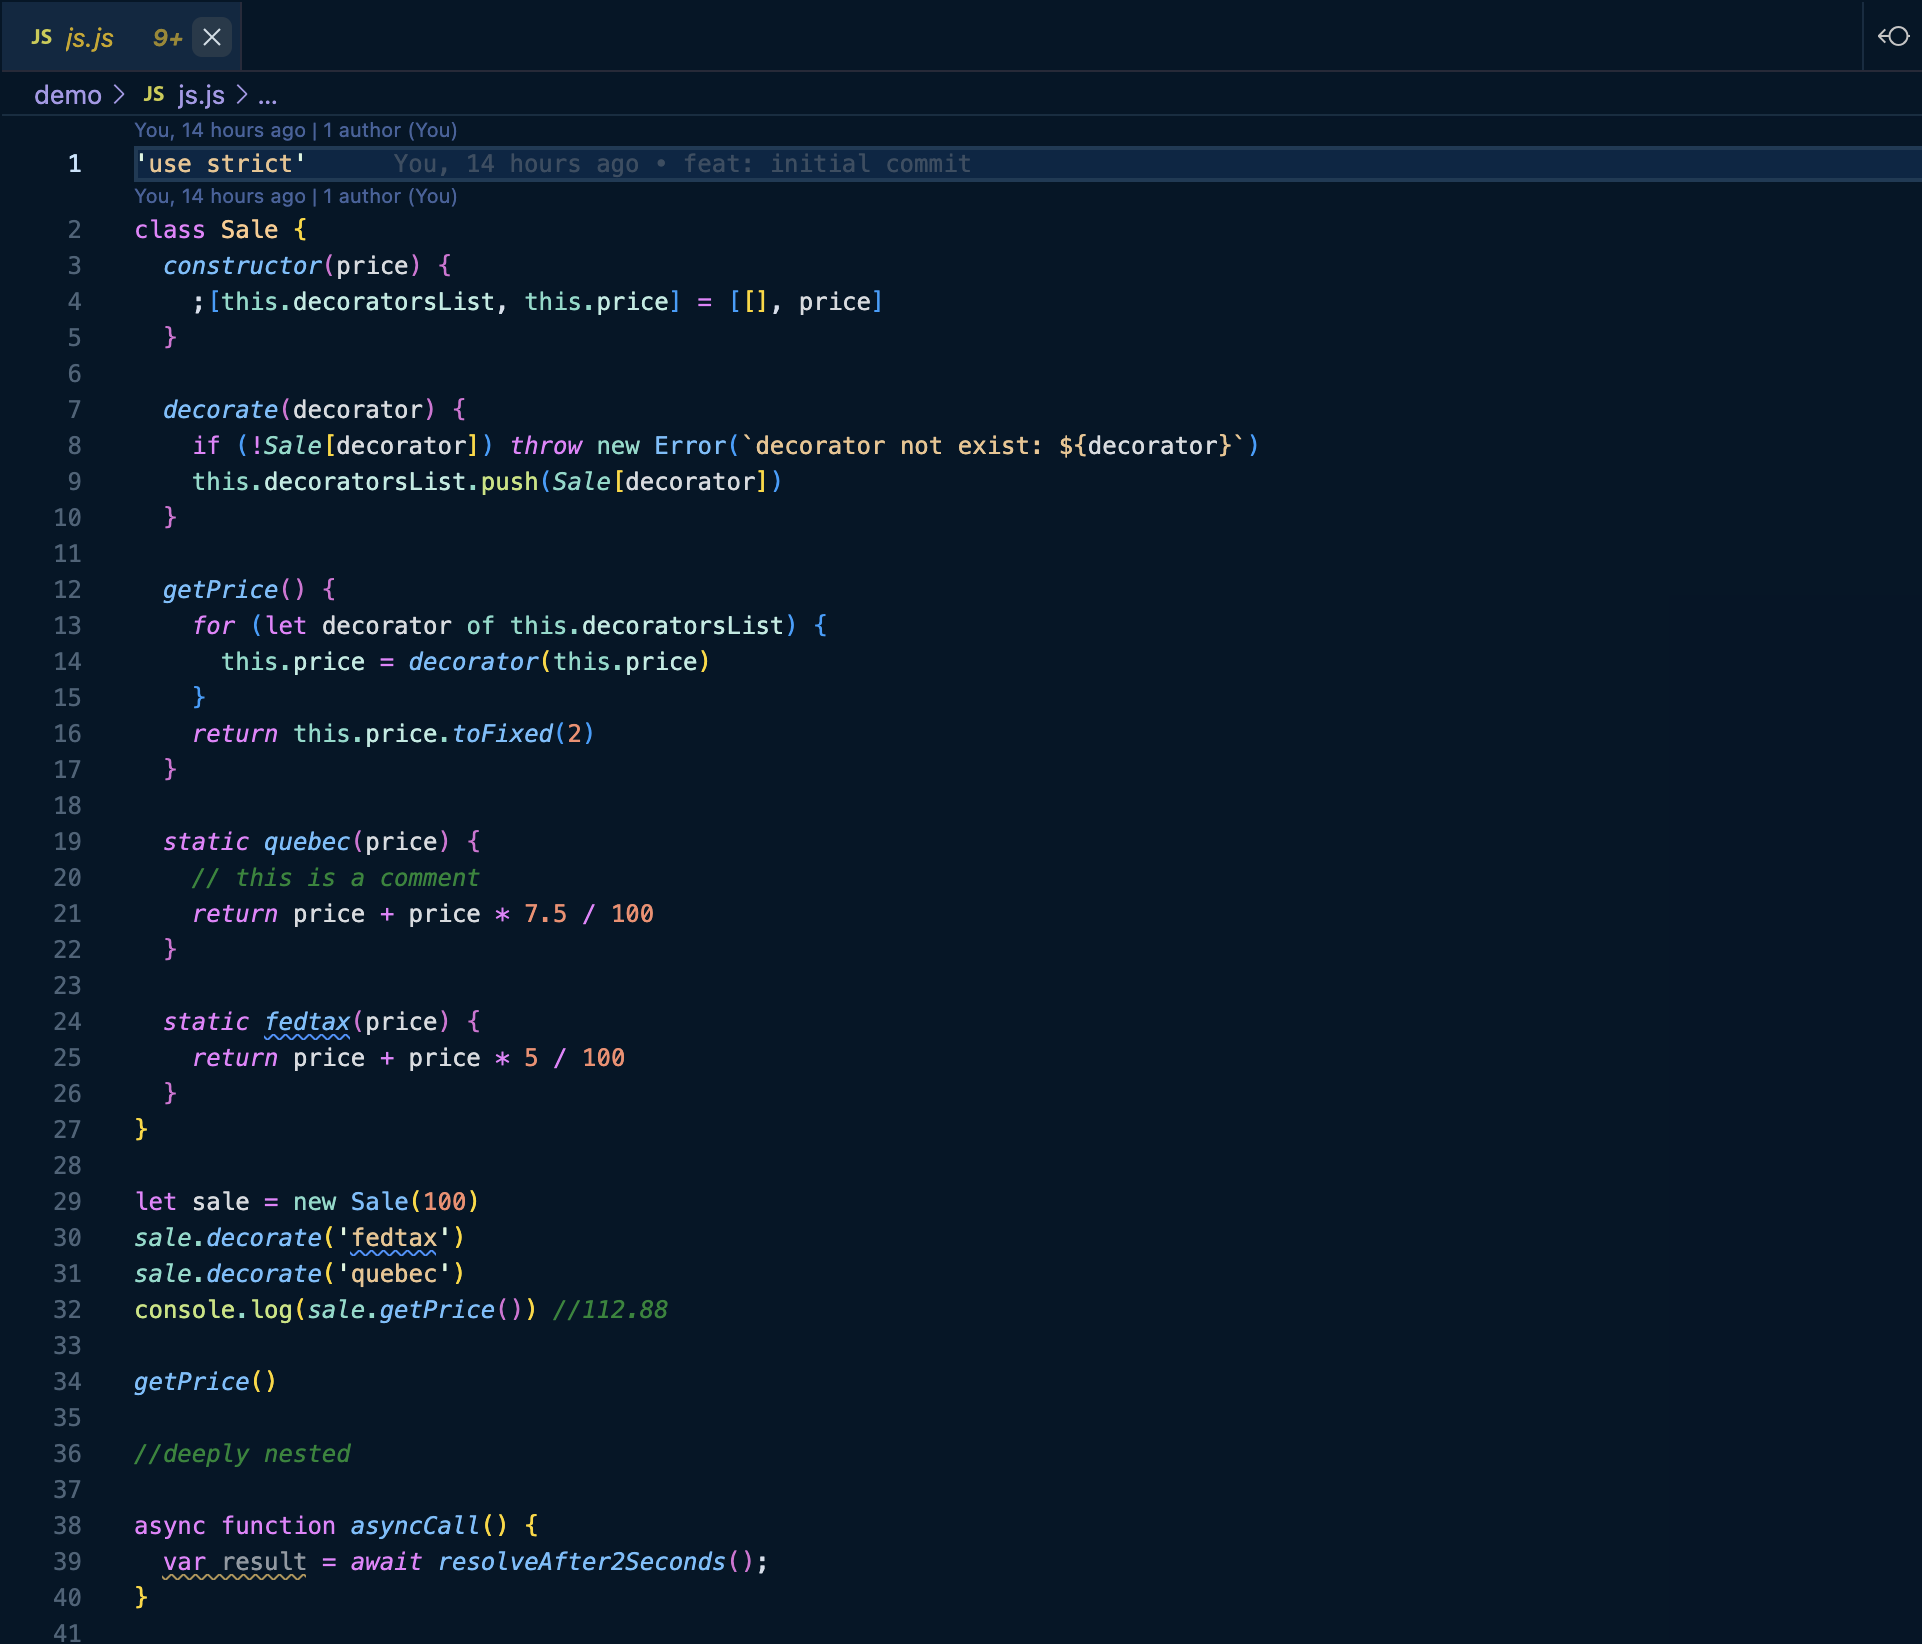 JS js.js 9+
demo > JS js.js > ...
You, 14 hours ago | 1 author (You)
1 'use strict' You, 14 hours ago • feat: initial commit
You, 14 hours ago | 1 author (You)
2 class Sale {
3 constructor(price) {
4 ;[this.decoratorsList, this.price] = [[], price]
5 }
6
7 decorate(decorator) {
8 if (!Sale[decorator]) throw new Error(`decorator not exist: ${decorator}`)
9 this.decoratorsList.push(Sale[decorator])
10 }
11
12 getPrice() {
13 for (let decorator of this.decoratorsList) {
14 this.price = decorator(this.price)
15 }
16 return this.price.toFixed(2)
17 }
18
19 static quebec(price) {
20 // this is a comment
21 return price + price * 7.5 / 100
22 }
23
24 static fedtax(price) {
25 return price + price * 5 / 100
26 }
27 }
28
29 let sale = new Sale(100)
30 sale.decorate('fedtax')
31 sale.decorate('quebec')
32 console.log(sale.getPrice()) //112.88
33
34 getPrice()
35
36 //deeply nested
37
38 async function asyncCall() {
39 var result = await resolveAfter2Seconds();
40 }
41